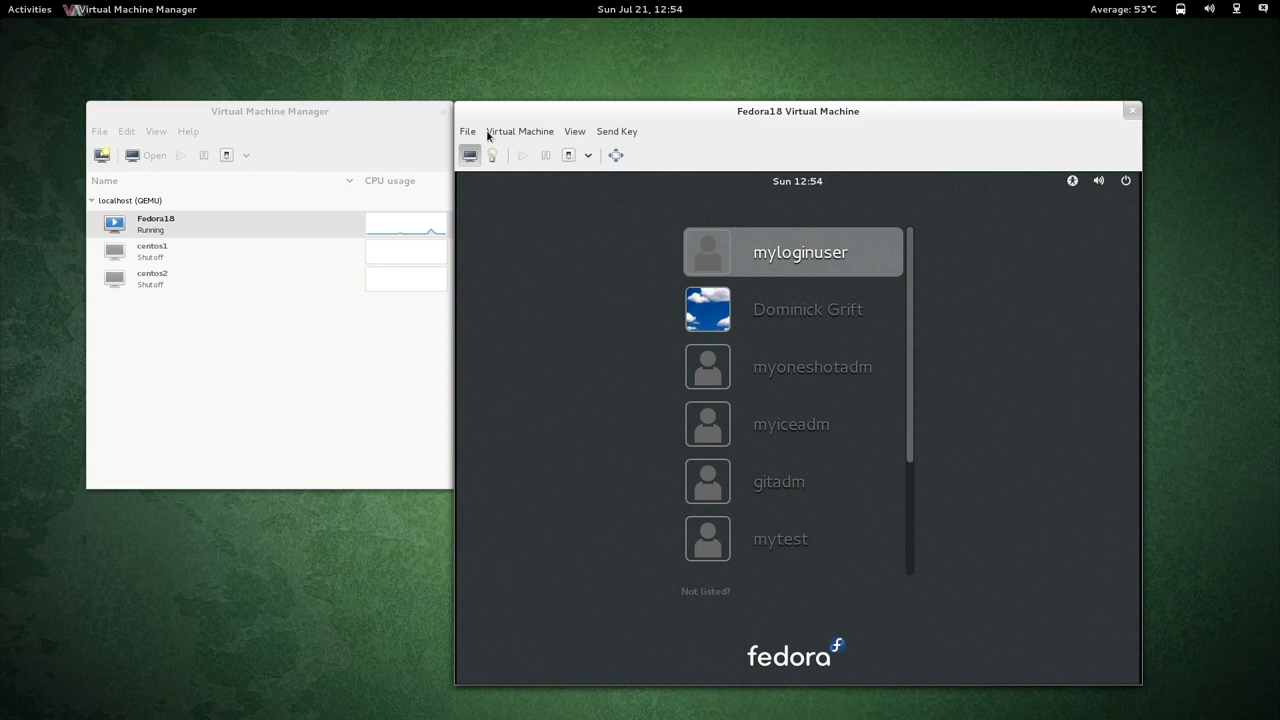 Activities Virtual Machine Manager Sun Jul 21, 12:54 Average: 53°C
Virtual Machine Manager
File Edit View Help
Open
Name CPU usage
localhost (QEMU)
Fedora18
Running
centos1
Shutoff
centos2
Shutoff
Fedora18 Virtual Machine
File Virtual Machine View Send Key
Sun 12:54
myloginuser
Dominick Grift
myoneshotadm
myiceadm
gitadm
mytest
Not listed?
fedora